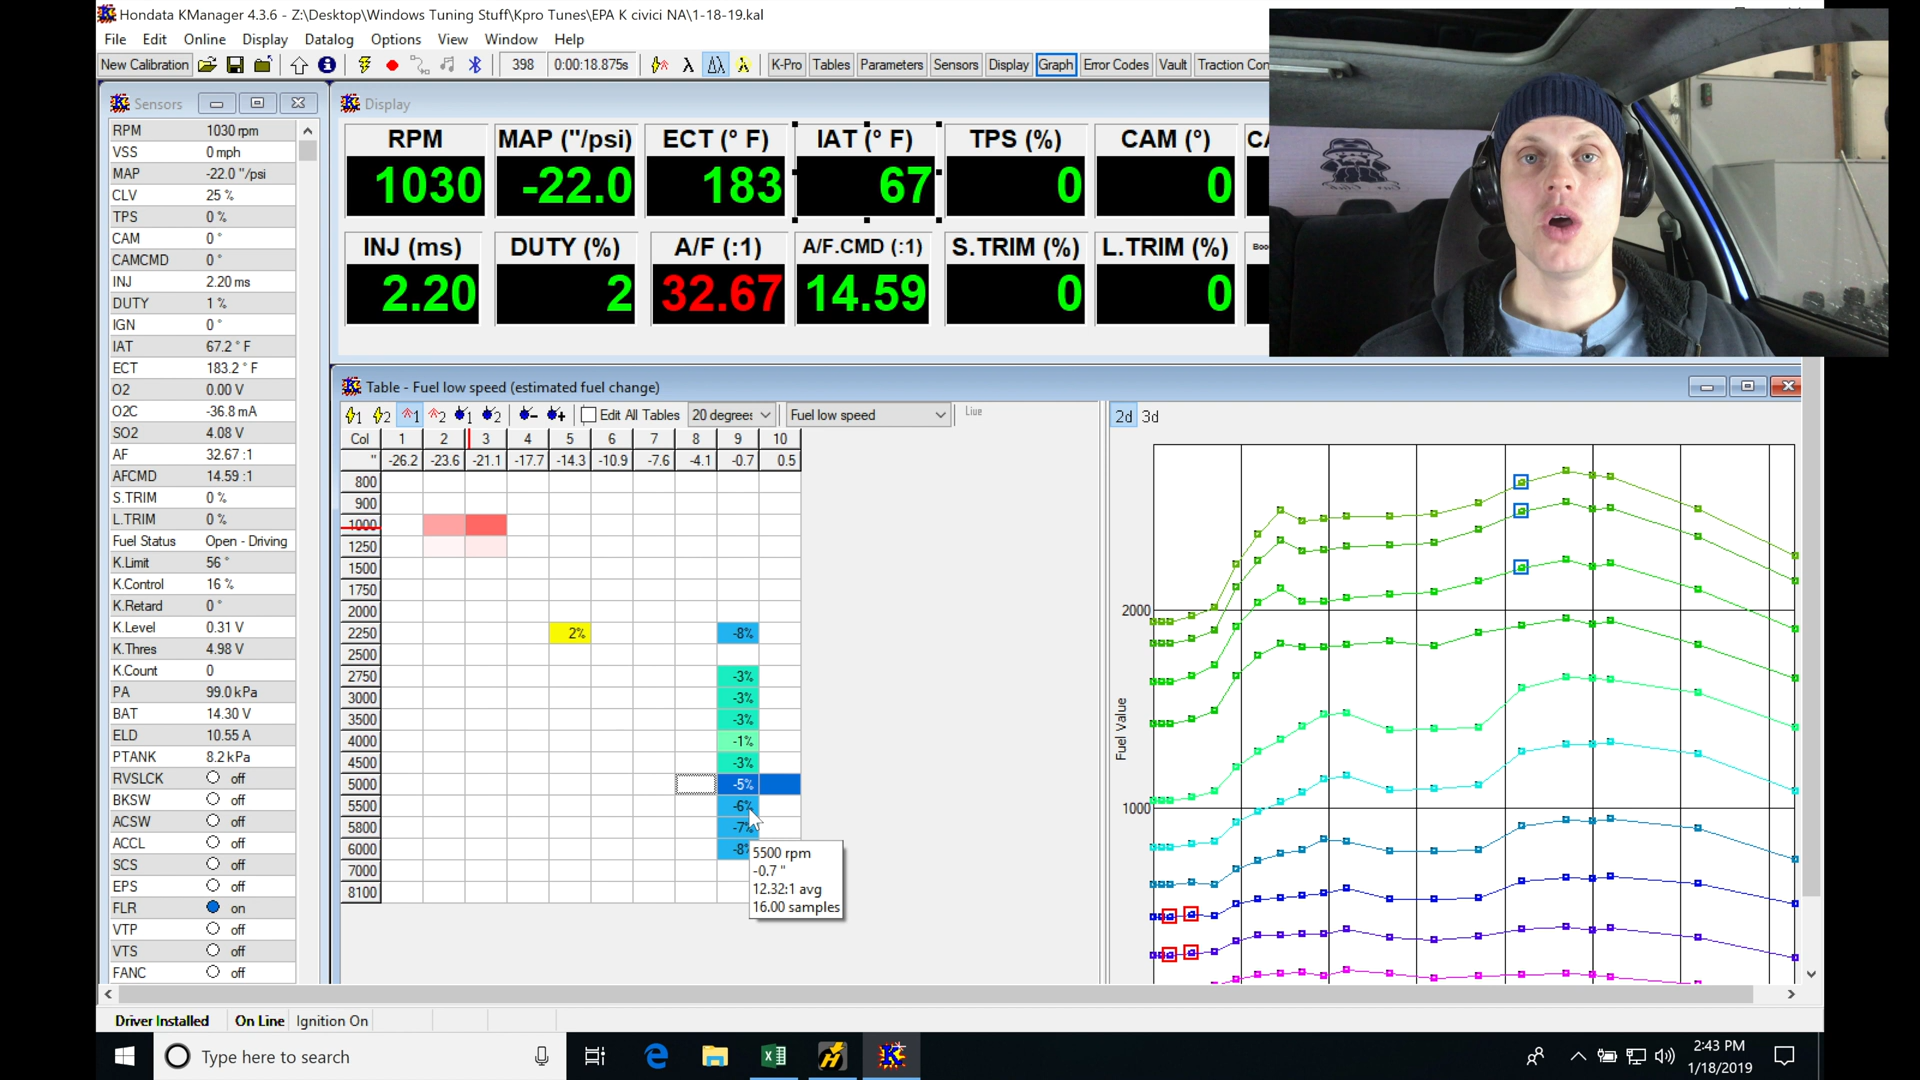 Hondata KManager 4.3.6 - Z:\Desktop\Windows Tuning Stuff\Kpro Tunes\EPA K civici NA\1-18-19.kal
File Edit Online Display Datalog Options View Window Help
New Calibration 398 0:00:18.875s K-Pro Tables Parameters Sensors Display Graph Error Codes Vault Traction Con
Sensors
RPM 1030 rpm
VSS 0 mph
MAP -22.0 "/psi
CLV 25 %
TPS 0 %
CAM 0 °
CAMCMD 0 °
INJ 2.20 ms
DUTY 1 %
IGN 0 °
IAT 67.2 ° F
ECT 183.2 ° F
O2 0.00 V
O2C -36.8 mA
SO2 4.08 V
AF 32.67 :1
AFCMD 14.59 :1
S.TRIM 0 %
L.TRIM 0 %
Fuel Status Open - Driving
K.Limit 56 °
K.Control 16 %
K.Retard 0 °
K.Level 0.31 V
K.Thres 4.98 V
K.Count 0
PA 99.0 kPa
BAT 14.30 V
ELD 10.55 A
PTANK 8.2 kPa
RVSLCK off
BKSW off
ACSW off
ACCL off
SCS off
EPS off
FLR on
VTP off
VTS off
FANC off
Display
RPM MAP ("/psi) ECT (° F) IAT (° F) TPS (%) CAM (°) CA
1030 -22.0 183 67 0 0
INJ (ms) DUTY (%) A/F (:1) A/F.CMD (:1) S.TRIM (%) L.TRIM (%) Boo
2.20 2 32.67 14.59 0 0
Table - Fuel low speed (estimated fuel change)
1 2 1 2 1 2 Edit All Tables 20 degrees Fuel low speed Live
Col 1 2 3 4 5 6 7 8 9 10
" -26.2 -23.6 -21.1 -17.7 -14.3 -10.9 -7.6 -4.1 -0.7 0.5
800
900
1000
1250
1500
1750
2000
2250 2% -8%
2500
2750 -3%
3000 -3%
3500 -3%
4000 -1%
4500 -3%
5000 -5%
5500 -6%
5800 -7%
6000 -8%
7000
8100
5500 rpm
-0.7 "
12.32:1 avg
16.00 samples
2d 3d
2000
1000
Fuel Value
Driver Installed On Line Ignition On
Type here to search
2:43 PM
1/18/2019